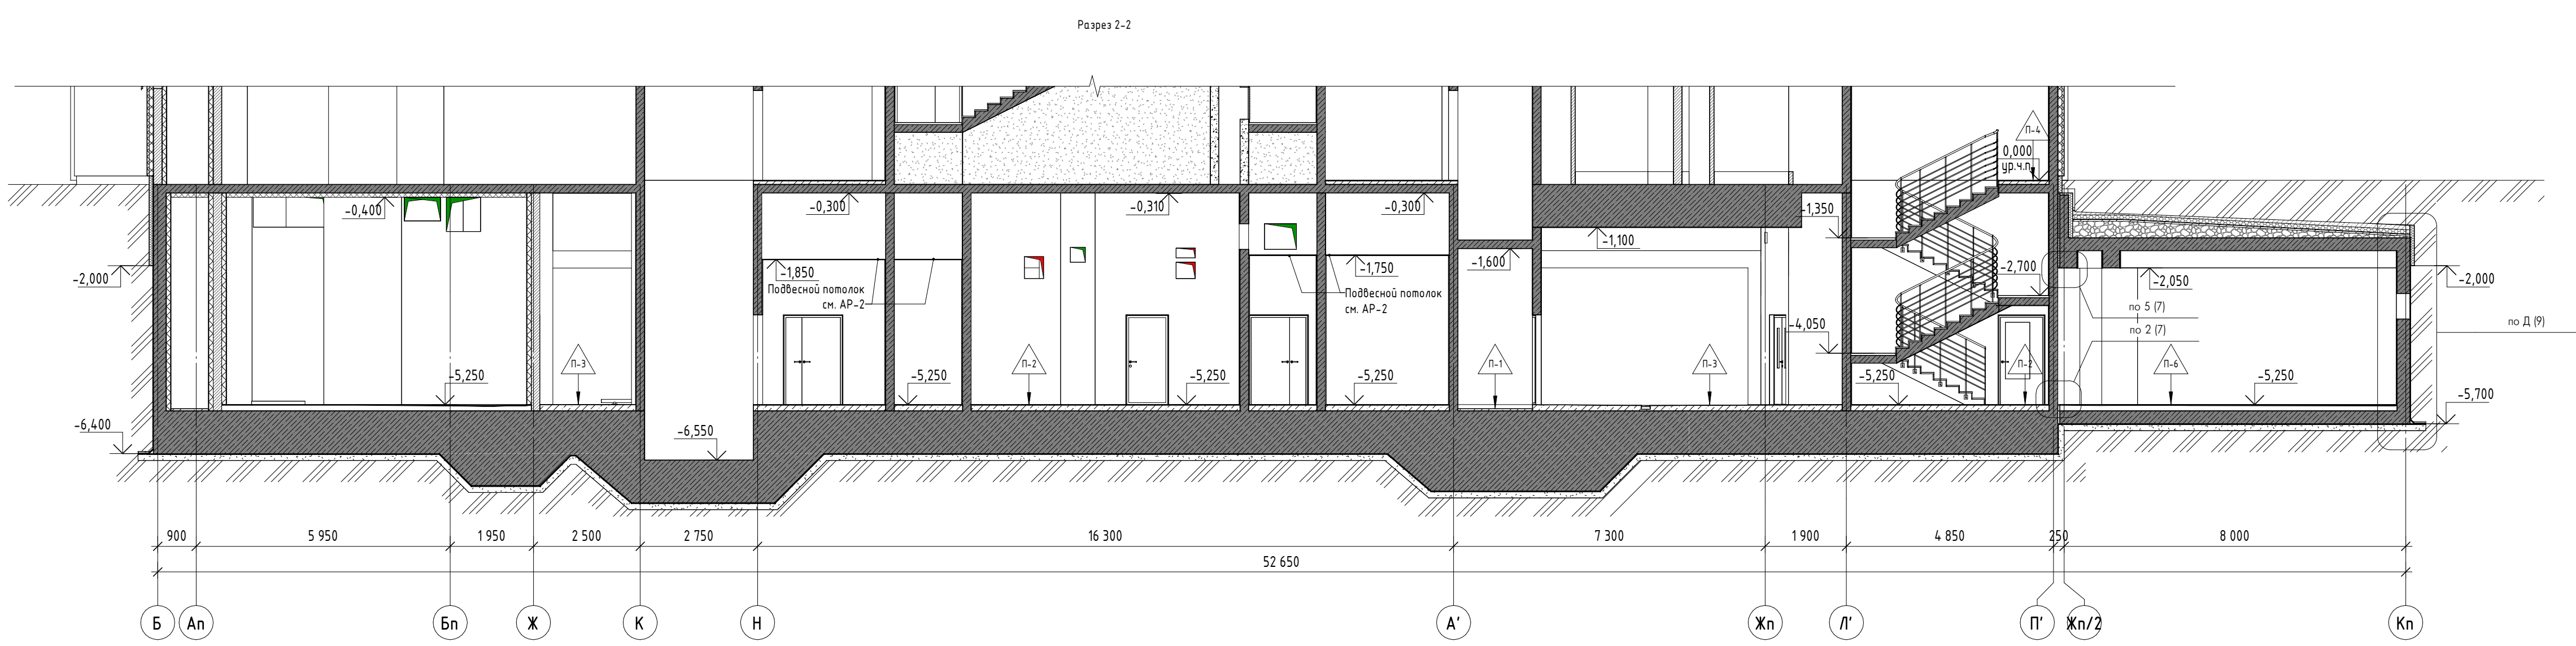 Разрез 2-2
П-4
0,000
ур.ч.п.
-0,400
-0,300
-0,310
-0,300
-1,350
-1,100
-2,000
-1,850
Подвесной потолок
см. АР-2
-1,750
Подвесной потолок
см. АР-2
-1,600
-2,700
-2,050
-2,000
по 5 (7)
по 2 (7)
по Д (9)
-4,050
П-3
П-2
П-1
П-3
П-2
П-6
-5,250
-5,250
-5,250
-5,250
-5,250
-5,250
-5,700
-6,400
-6,550
900
5 950
1 950
2 500
2 750
16 300
7 300
1 900
4 850
250
8 000
52 650
Б
Ап
Бп
Ж
К
Н
А'
Жп
Л'
П'
Жп/2
Кп